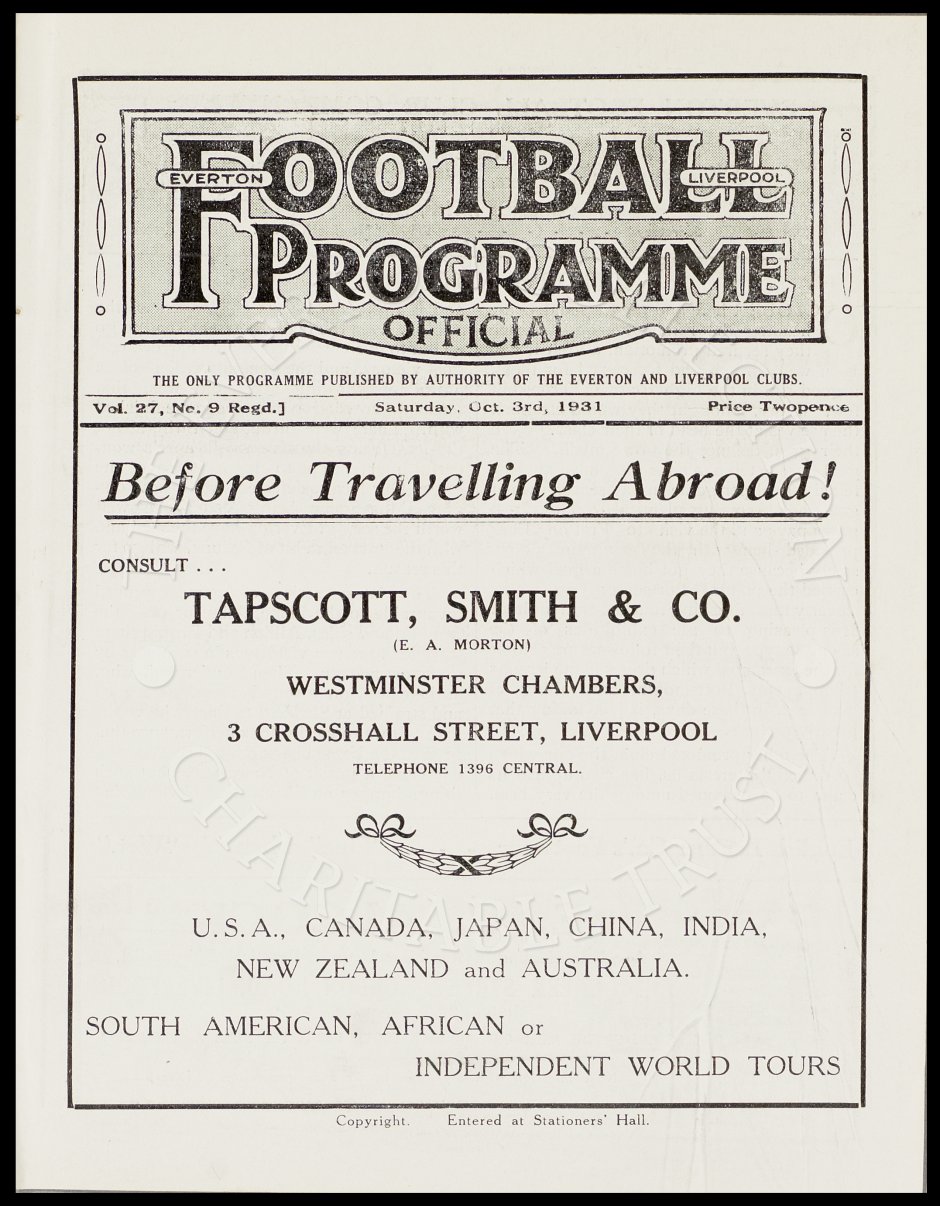 FOOTBALL
EVERTON
LIVERPOOL
PROGRAMME
OFFICIAL
THE ONLY PROGRAMME PUBLISHED BY AUTHORITY OF THE EVERTON AND LIVERPOOL CLUBS.
Vol. 27, No. 9 Regd.] Saturday, Oct. 3rd, 1931 Price Twopence
Before Travelling Abroad!
CONSULT . . .
TAPSCOTT, SMITH & CO.
(E. A. MORTON)
WESTMINSTER CHAMBERS,
3 CROSSHALL STREET, LIVERPOOL
TELEPHONE 1396 CENTRAL.
U.S.A., CANADA, JAPAN, CHINA, INDIA,
NEW ZEALAND and AUSTRALIA.
SOUTH AMERICAN, AFRICAN or
INDEPENDENT WORLD TOURS
Copyright. Entered at Stationers' Hall.
CHARITABLE TRUST